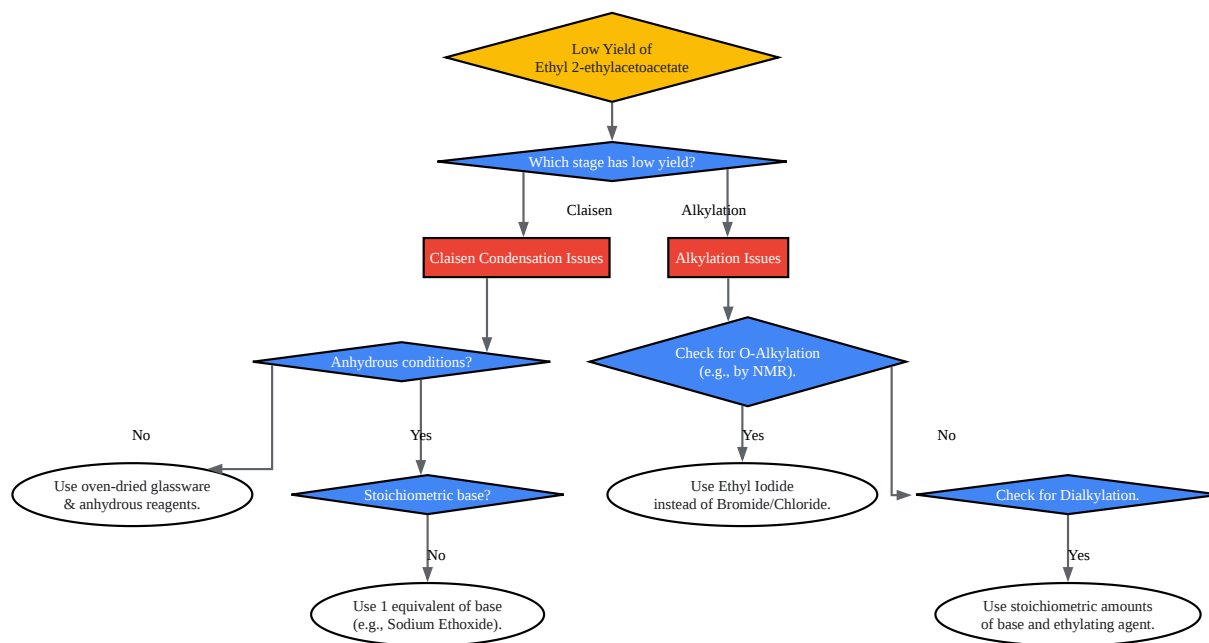 Low Yield of
Ethyl 2-ethylacetoacetate
Which stage has low yield?
Claisen
Alkylation
Claisen Condensation Issues
Alkylation Issues
Anhydrous conditions?
Check for O-Alkylation
(e.g., by NMR).
No
Yes
Yes
No
Use oven-dried glassware
& anhydrous reagents.
Stoichiometric base?
Use Ethyl Iodide
instead of Bromide/Chloride.
Check for Dialkylation.
No
Yes
Use 1 equivalent of base
(e.g., Sodium Ethoxide).
Use stoichiometric amounts
of base and ethylating agent.